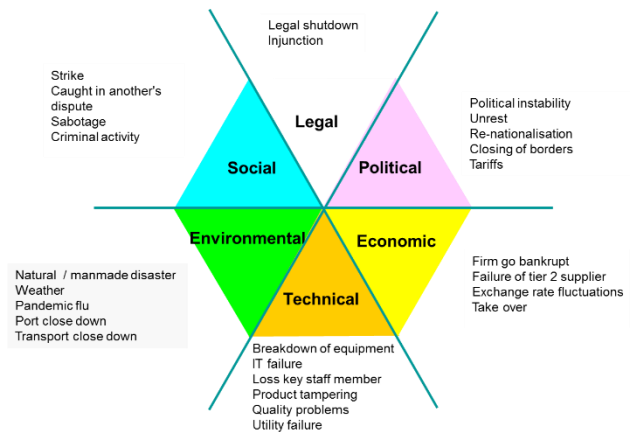 Legal shutdown
Injunction
Strike
Caught in another's
dispute
Sabotage
Criminal activity
Legal
Political instability
Unrest
Re-nationalisation
Closing of borders
Tariffs
Social
Political
Environmental
Economic
Natural / manmade disaster
Weather
Pandemic flu
Port close down
Transport close down
Technical
Firm go bankrupt
Failure of tier 2 supplier
Exchange rate fluctuations
Take over
Breakdown of equipment
IT failure
Loss key staff member
Product tampering
Quality problems
Utility failure